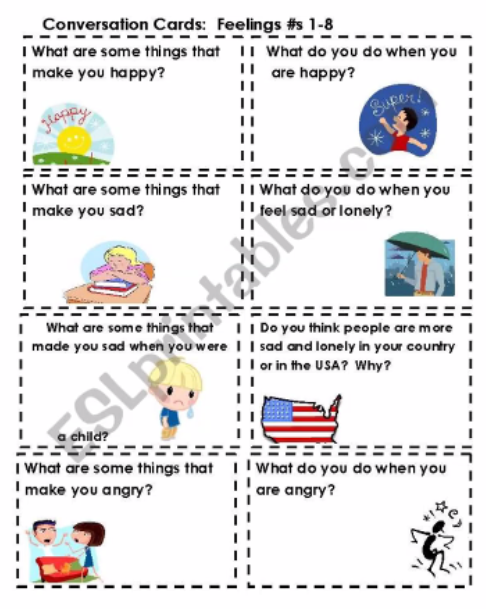 Conversation Cards: Feelings #s 1-8
What are some things that
make you happy?
Happy
What do you do when you
are happy?
Super!
What are some things that
make you sad?
What do you do when you
feel sad or lonely?
What are some things that
made you sad when you were
a child?
Do you think people are more
sad and lonely in your country
or in the USA? Why?
What are some things that
make you angry?
What do you do when you
are angry?
ESLprintables.c